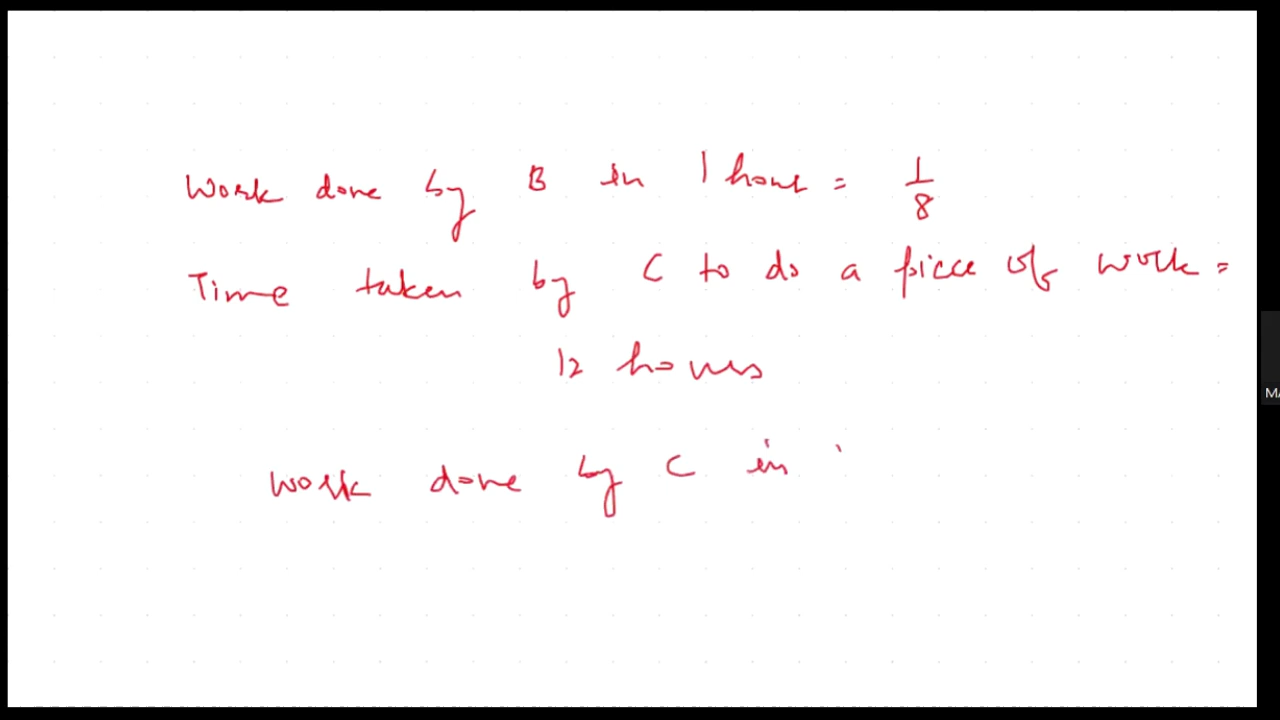 Work done by B in 1 hour = 1/8
Time taken by C to do a piece of work =
12 hours
Work done by C in
MA